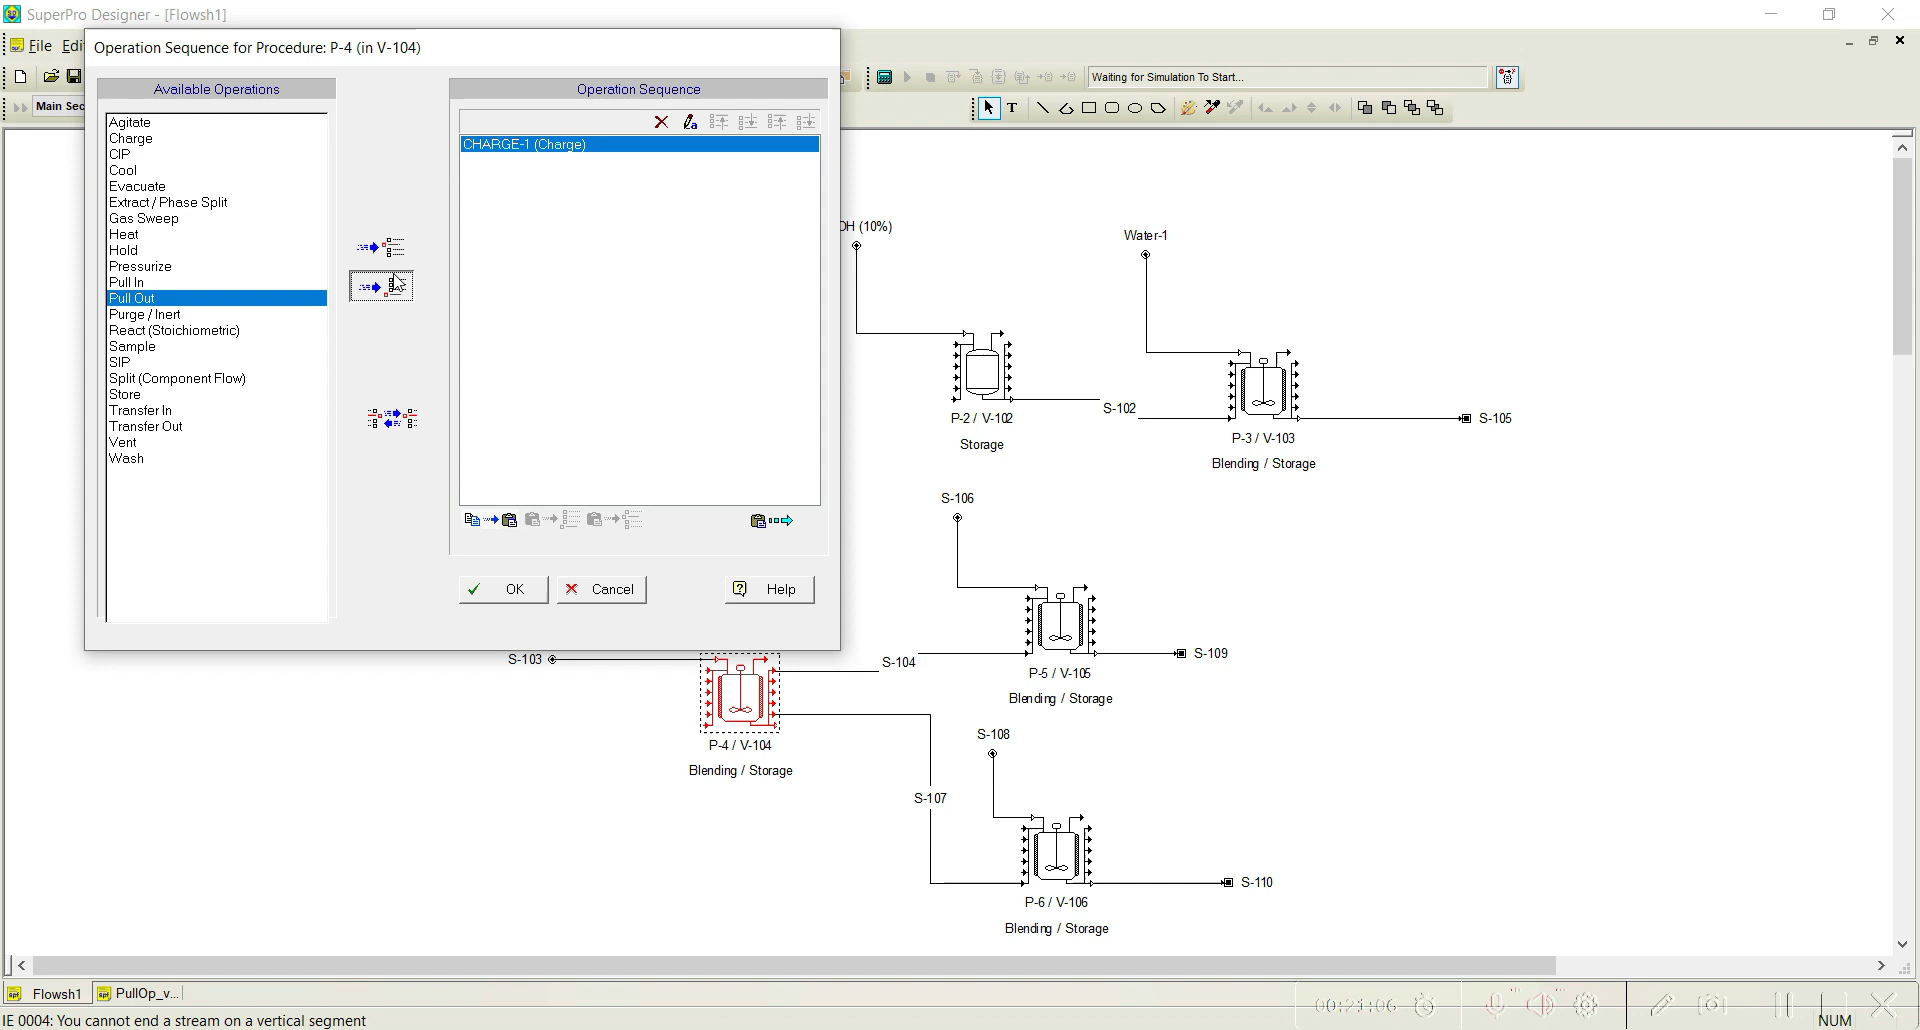 SuperPro Designer - [Flowsh1]
File Edi
Operation Sequence for Procedure: P-4 (in V-104)
Main Sec
Waiting for Simulation To Start...
T
Available Operations
Agitate
Charge
CIP
Cool
Evacuate
Extract / Phase Split
Gas Sweep
Heat
Hold
Pressurize
Pull In
Pull Out
Purge / Inert
React (Stoichiometric)
Sample
SIP
Split (Component Flow)
Store
Transfer In
Transfer Out
Vent
Wash
Operation Sequence
CHARGE-1 (Charge)
OK
Cancel
Help
OH (10%)
Water-1
S-102
P-2 / V-102
Storage
S-105
P-3 / V-103
Blending / Storage
S-106
S-103
S-104
S-109
P-5 / V-105
Blending / Storage
P-4 / V-104
Blending / Storage
S-108
S-107
S-110
P-6 / V-106
Blending / Storage
Flowsh1
PullOp_v...
00:21:06
IE 0004: You cannot end a stream on a vertical segment
NUM